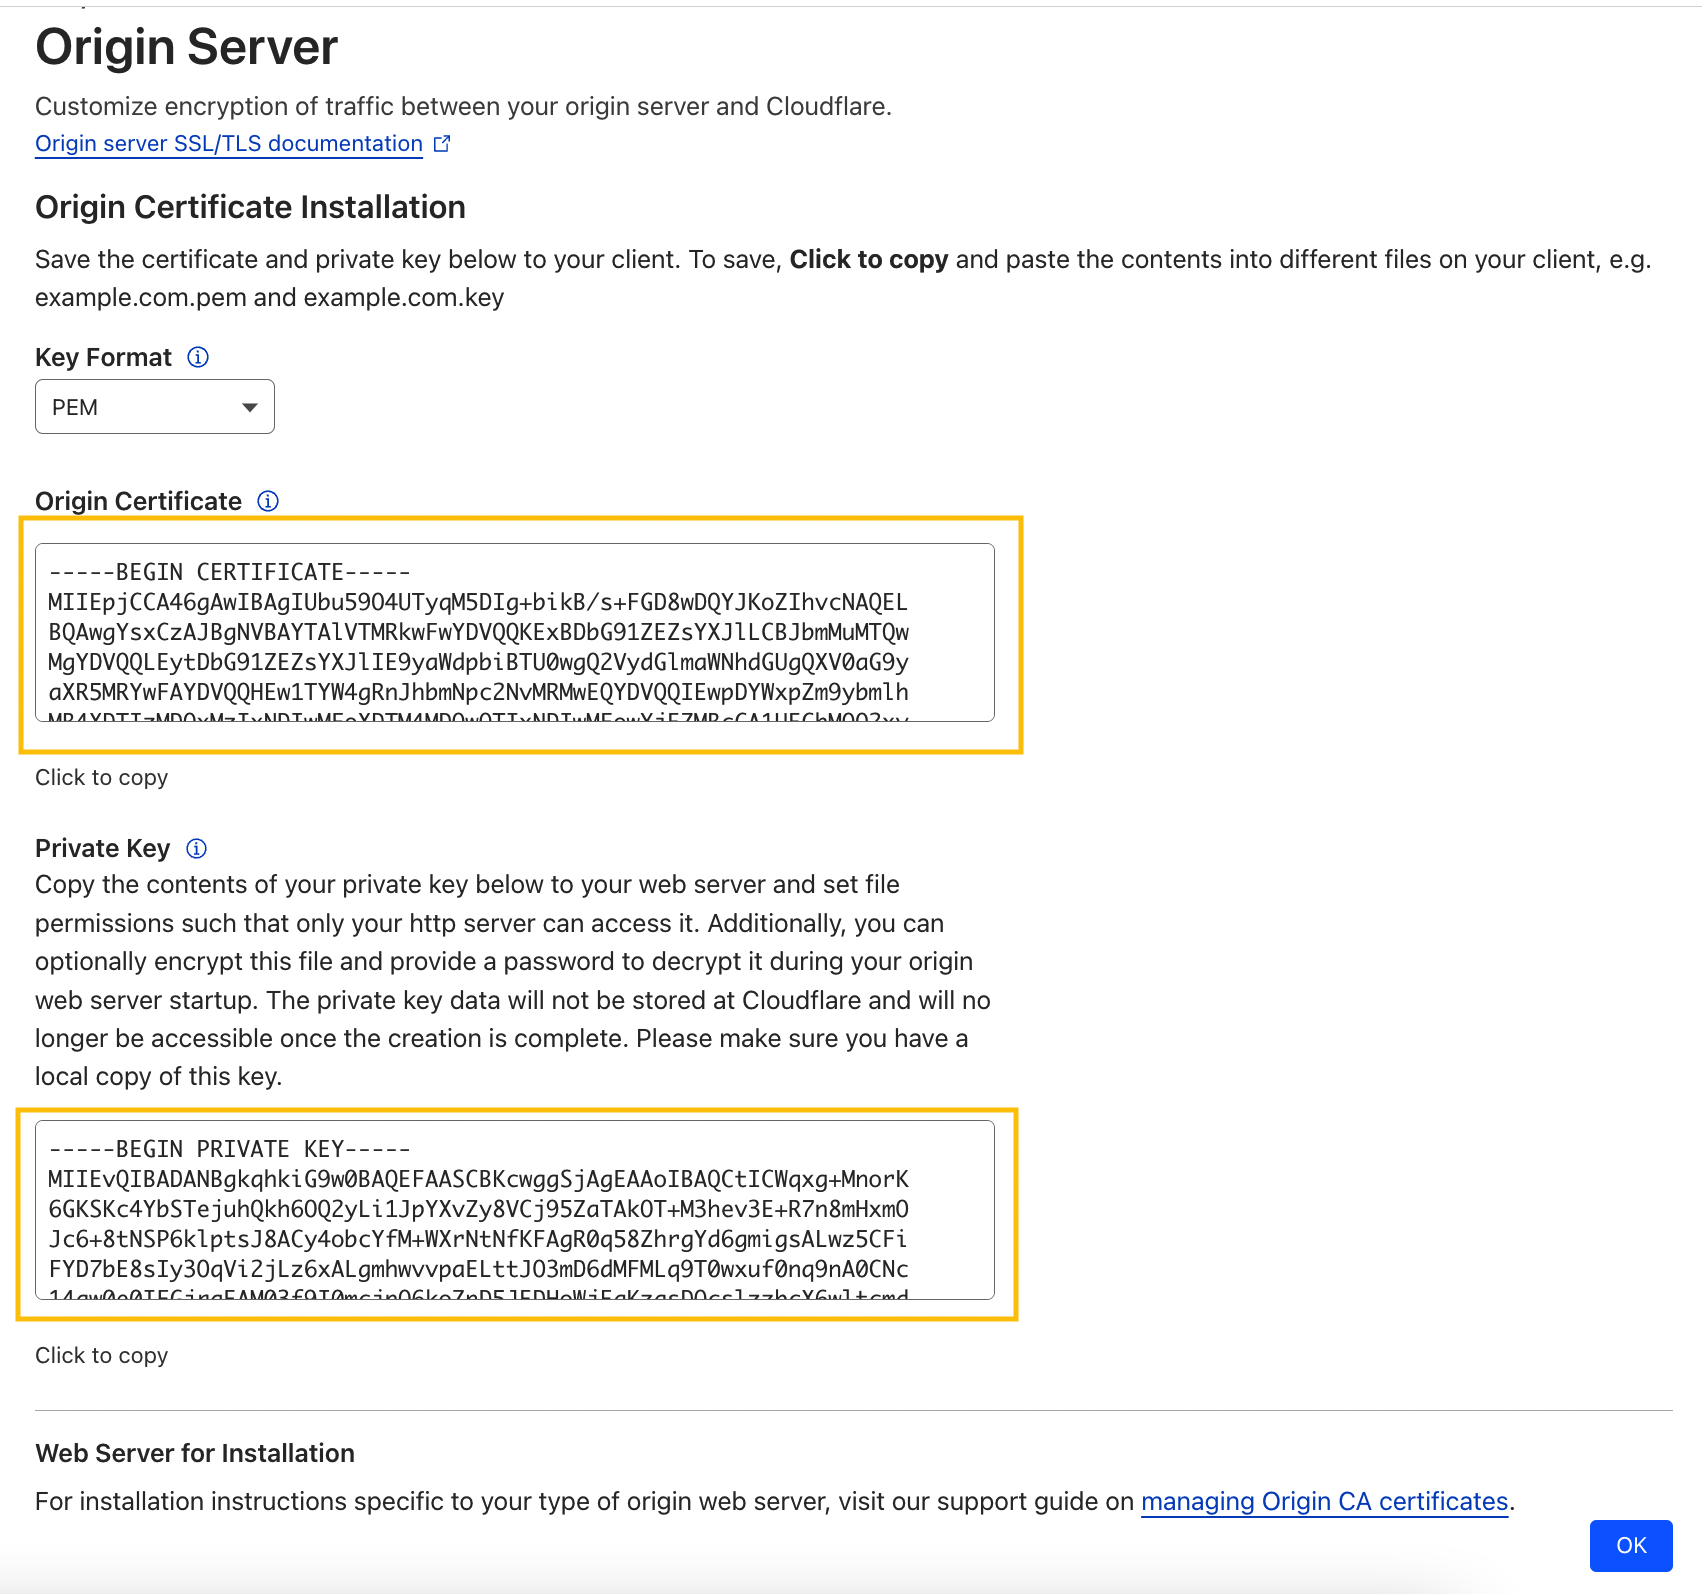 Origin Server
Customize encryption of traffic between your origin server and Cloudflare.
Origin server SSL/TLS documentation
Origin Certificate Installation
Save the certificate and private key below to your client. To save, Click to copy and paste the contents into different files on your client, e.g.
example.com.pem and example.com.key
Key Format
PEM
Origin Certificate
-----BEGIN CERTIFICATE-----
MIIEpjCCA46gAwIBAgIUbu59O4UTyqM5DIg+bikB/s+FGD8wDQYJKoZIhvcNAQEL
BQAwgYsxCzAJBgNVBAYTAlVTMRkwFwYDVQQKExBDbG91ZEZsYXJlLCBJbmMuMTQw
MgYDVQQLEytDbG91ZEZsYXJlIE9yaWdpbiBTU0wgQ2VydGlmaWNhdGUgQXV0aG9y
aXR5MRYwFAYDVQQHEw1TYW4gRnJhbmNpc2NvMRMwEQYDVQQIEwpDYWxpZm9ybmlh
Click to copy
Private Key
Copy the contents of your private key below to your web server and set file
permissions such that only your http server can access it. Additionally, you can
optionally encrypt this file and provide a password to decrypt it during your origin
web server startup. The private key data will not be stored at Cloudflare and will no
longer be accessible once the creation is complete. Please make sure you have a
local copy of this key.
-----BEGIN PRIVATE KEY-----
MIIEvQIBADANBgkqhkiG9w0BAQEFAASCBKcwggSjAgEAAoIBAQCtICWqxg+MnorK
6GKSKc4YbSTejuhQkh6OQ2yLi1JpYXvZy8VCj95ZaTAkOT+M3hev3E+R7n8mHxmO
Jc6+8tNSP6klptsJ8ACy4obcYfM+WXrNtNfKFAgR0q58ZhrgYd6gmigsALwz5CFi
FYD7bE8sIy3OqVi2jLz6xALgmhwvvpaELttJO3mD6dMFMLq9T0wxuf0nq9nA0CNc
Click to copy
Web Server for Installation
For installation instructions specific to your type of origin web server, visit our support guide on managing Origin CA certificates.
OK